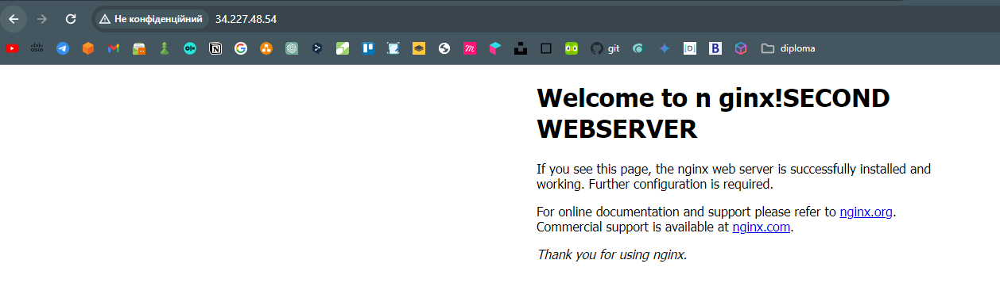 Не конфіденційний 34.227.48.54
git diploma
Welcome to n ginx!SECOND
WEBSERVER
If you see this page, the nginx web server is successfully installed and
working. Further configuration is required.
For online documentation and support please refer to nginx.org.
Commercial support is available at nginx.com.
Thank you for using nginx.